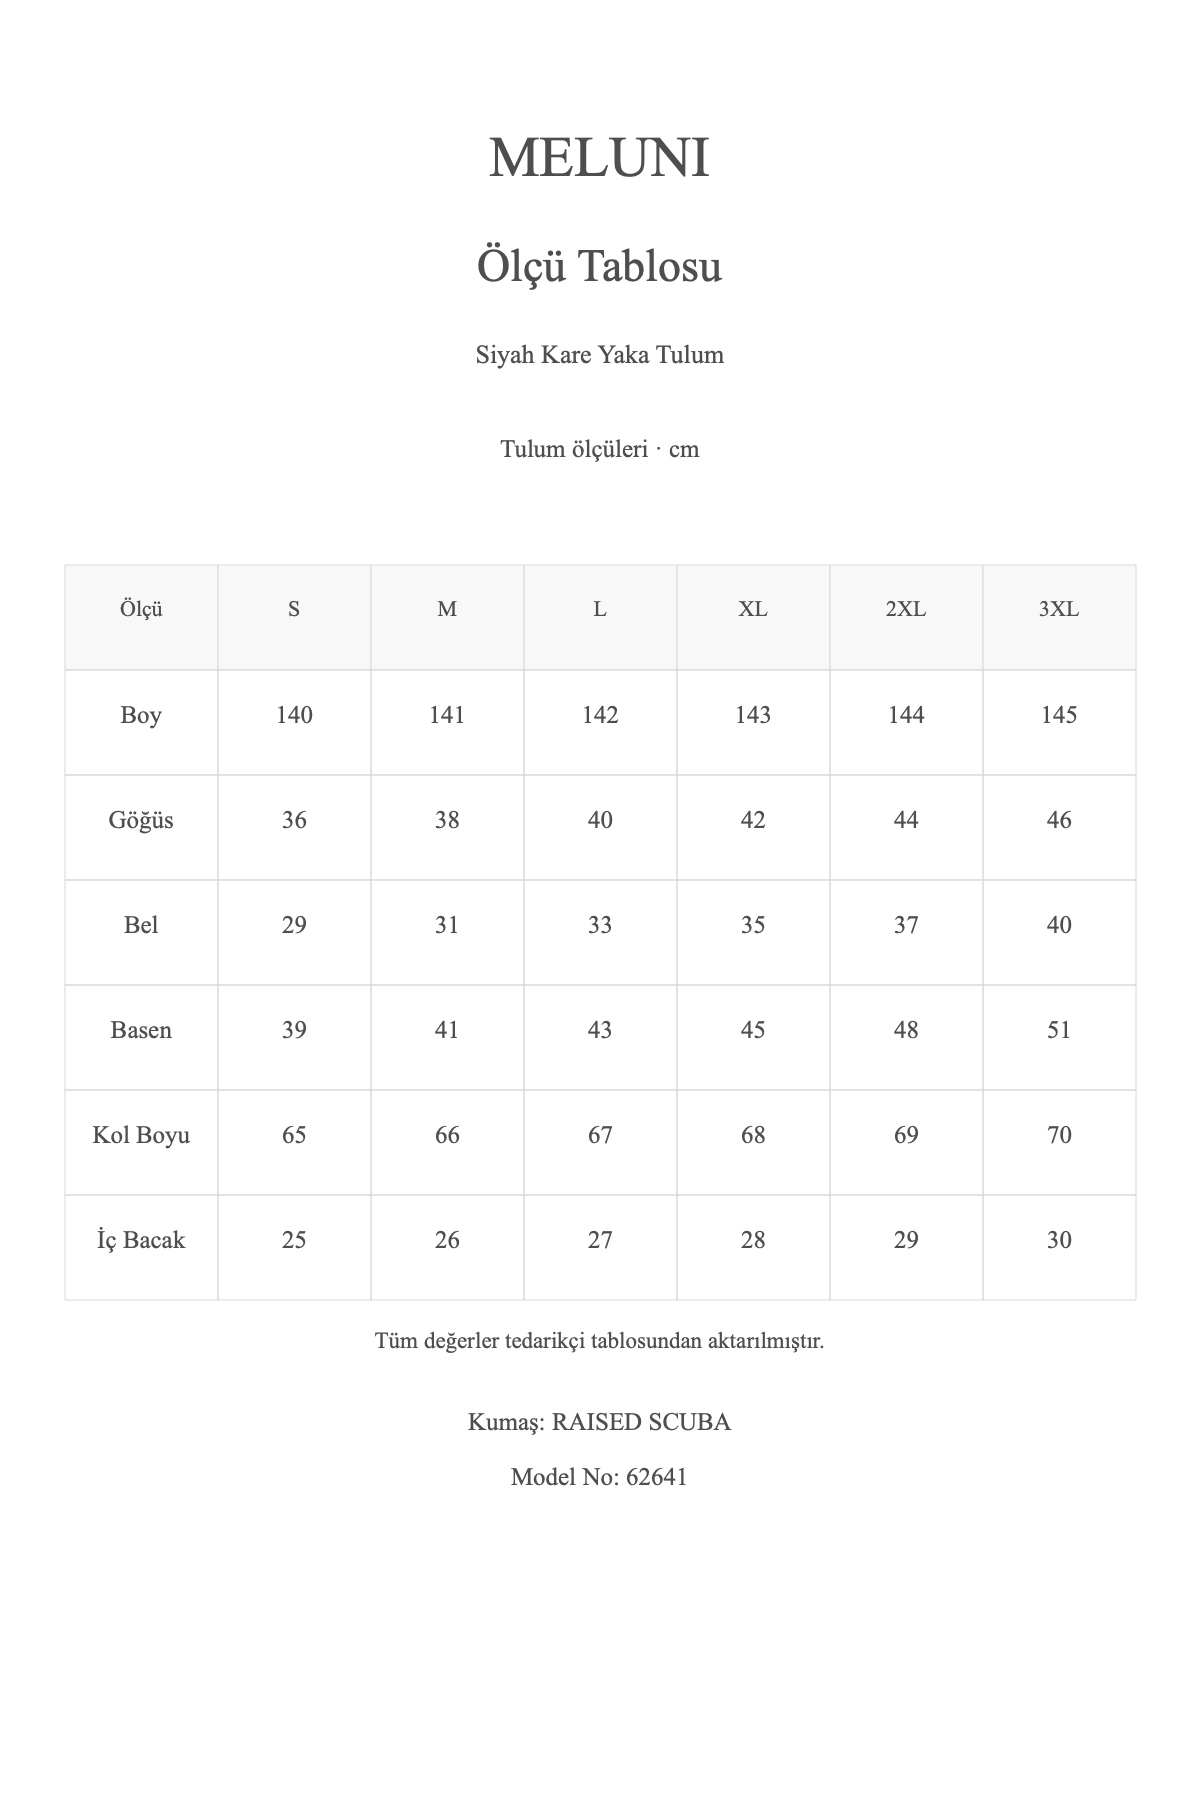 MELUNI
Ölçü Tablosu
Siyah Kare Yaka Tulum
Tulum ölçüleri · cm
Ölçü S M L XL 2XL 3XL
Boy 140 141 142 143 144 145
Göğüs 36 38 40 42 44 46
Bel 29 31 33 35 37 40
Basen 39 41 43 45 48 51
Kol Boyu 65 66 67 68 69 70
İç Bacak 25 26 27 28 29 30
Tüm değerler tedarikçi tablosundan aktarılmıştır.
Kumaş: RAISED SCUBA
Model No: 62641